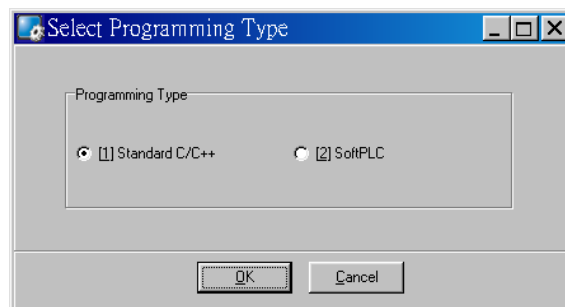 Select Programming Type
Programming Type
[1] Standard C/C++ [2] SoftPLC
OK Cancel